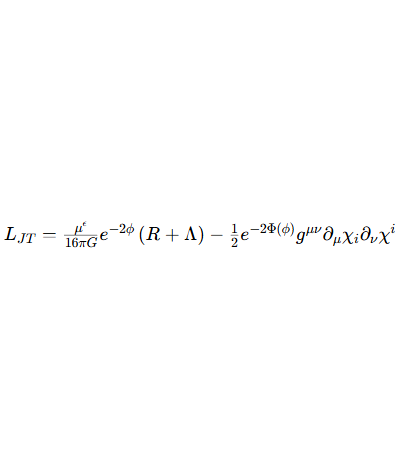 L_{JT} = \frac{\mu^{\epsilon}}{16\pi G} e^{-2\phi} (R + \Lambda) - \frac{1}{2} e^{-2\Phi(\phi)} g^{\mu\nu} \partial_{\mu} \chi_i \partial_{\nu} \chi^i